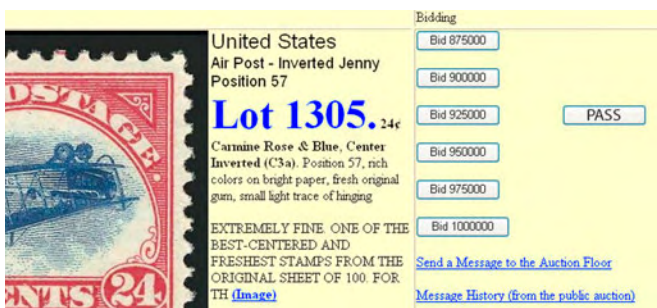 POSTAGE
ENTS 24
United States
Air Post - Inverted Jenny
Position 57
Lot 1305. 24¢
Carmine Rose & Blue, Center
Inverted (C3a). Position 57, rich
colors on bright paper, fresh original
gum, small light trace of hinging
EXTREMELY FINE. ONE OF THE
BEST-CENTERED AND
FRESHEST STAMPS FROM THE
ORIGINAL SHEET OF 100. FOR
TH (Image)
Bidding
Bid 875000
Bid 900000
Bid 925000
PASS
Bid 950000
Bid 975000
Bid 1000000
Send a Message to the Auction Floor
Message History (from the public auction)